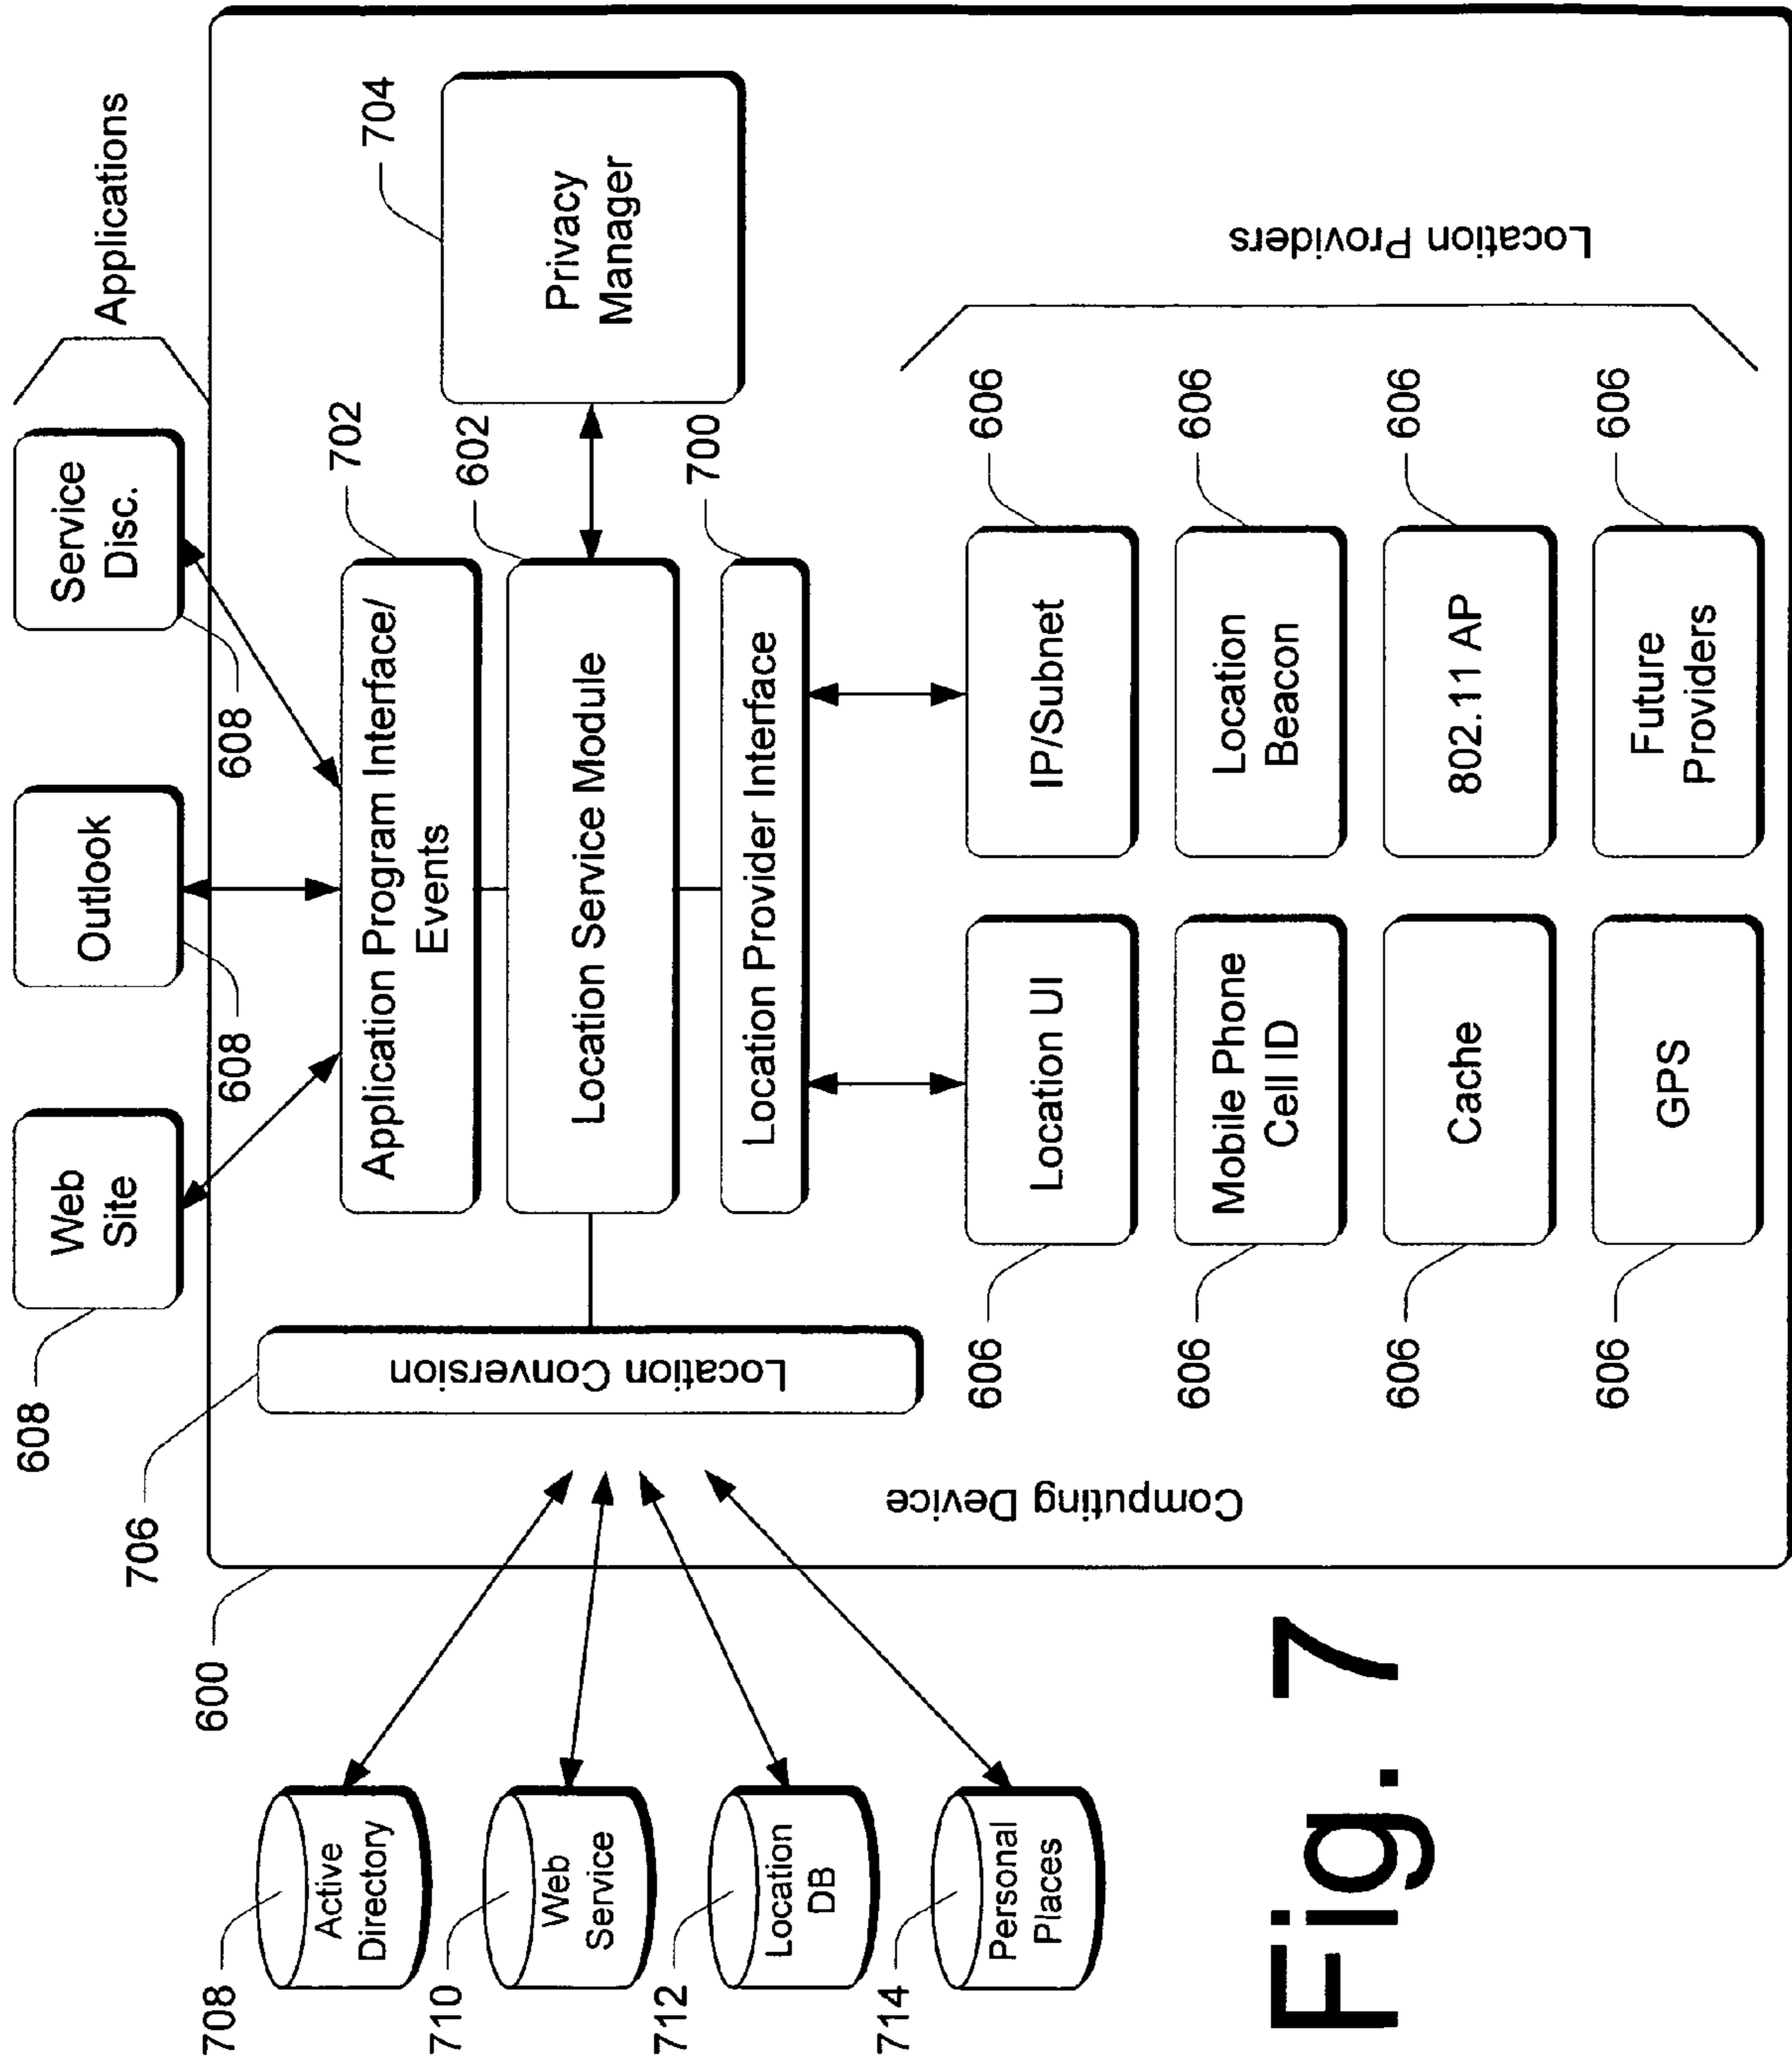 Applications
608
Web
Site
608
Outlook
608
Service
Disc.
706
600
702
Application Program Interface/
Events
602
Location Service Module
700
Location Provider Interface
704
Privacy
Manager
Location Conversion
Computing Device
708
Active
Directory
710
Web
Service
712
Location
DB
714
Personal
Places
Location Providers
606
Location UI
606
IP/Subnet
606
Mobile Phone
Cell ID
606
Location
Beacon
606
Cache
606
802.11 AP
606
GPS
606
Future
Providers
Fig. 7